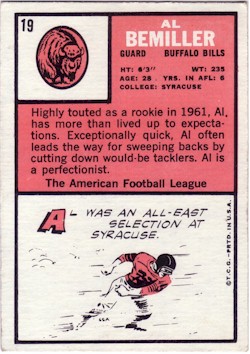 19
AL
BEMILLER
GUARD BUFFALO BILLS
HT: 6'3" WT: 235
AGE: 28 YRS. IN AFL: 6
COLLEGE: SYRACUSE
Highly touted as a rookie in 1961, Al,
has more than lived up to expecta-
tions. Exceptionally quick, Al often
leads the way for sweeping backs by
cutting down would-be tacklers. Al is
a perfectionist.
The American Football League
AL - WAS AN ALL-EAST
SELECTION AT
SYRACUSE.
© T.C.G.-PRTD. IN U.S.A.